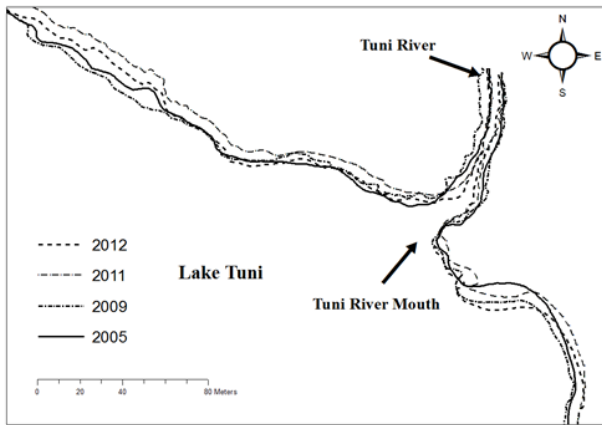 N
Tuni River
W
E
S
2012
2011
Lake Tuni
2009
Tuni River Mouth
2005
0 20 40 80 Meters